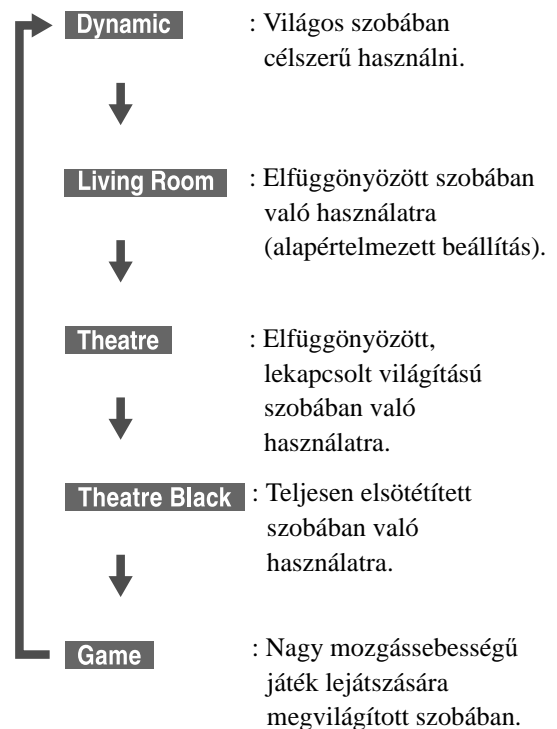 Dynamic : Világos szobában
célszerű használni.
Living Room : Elfüggönyözött szobában
való használatra
(alapértelmezett beállítás).
Theatre : Elfüggönyözött,
lekapcsolt világítású
szobában való
használatra.
Theatre Black : Teljesen elsötétített
szobában való
használatra.
Game : Nagy mozgássebességű
játék lejátszására
megvilágított szobában.